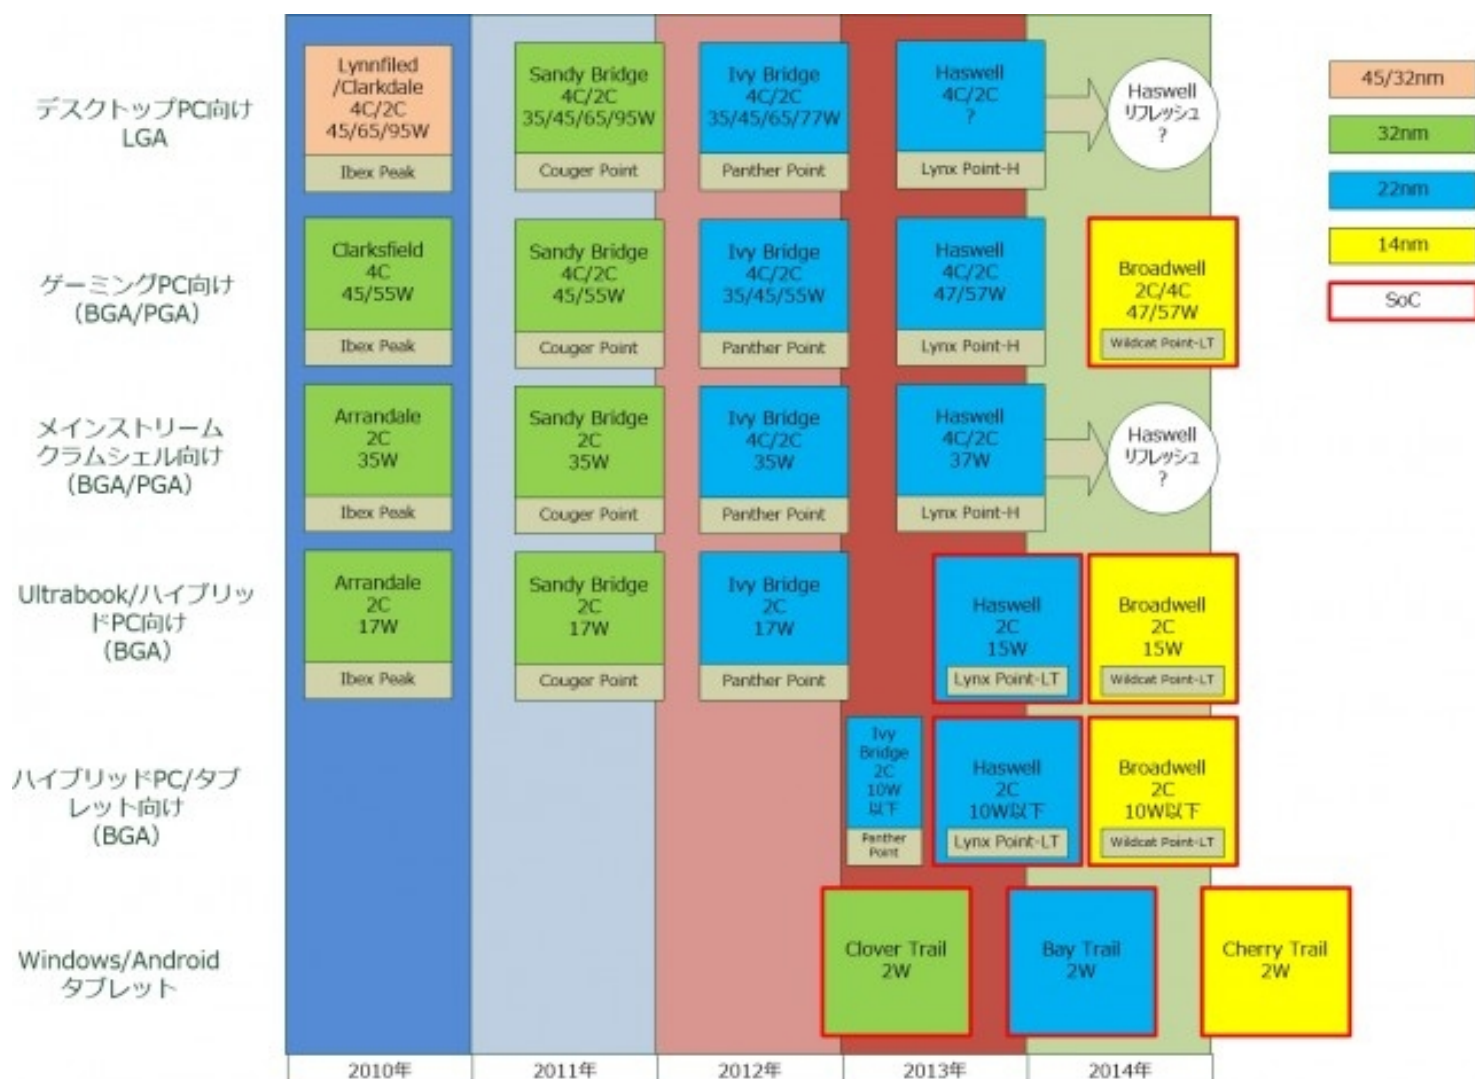 デスクトップPC向け
LGA
Lynnfiled
/Clarkdale
4C/2C
45/65/95W
Ibex Peak
Sandy Bridge
4C/2C
35/45/65/95W
Couger Point
Ivy Bridge
4C/2C
35/45/65/77W
Panther Point
Haswell
4C/2C
?
Lynx Point-H
Haswell
リフレッシュ
?
45/32nm
32nm
22nm
14nm
SoC
ゲーミングPC向け
（BGA/PGA）
Clarksfield
4C
45/55W
Ibex Peak
Sandy Bridge
4C/2C
45/55W
Couger Point
Ivy Bridge
4C/2C
35/45/55W
Panther Point
Haswell
4C/2C
47/57W
Lynx Point-H
Broadwell
2C/4C
47/57W
Wildcat Point-LT
メインストリーム
クラムシェル向け
（BGA/PGA）
Arrandale
2C
35W
Ibex Peak
Sandy Bridge
2C
35W
Couger Point
Ivy Bridge
4C/2C
35W
Panther Point
Haswell
4C/2C
37W
Lynx Point-H
Haswell
リフレッシュ
?
Ultrabook/ハイブリッ
ドPC向け
（BGA）
Arrandale
2C
17W
Ibex Peak
Sandy Bridge
2C
17W
Couger Point
Ivy Bridge
2C
17W
Panther Point
Haswell
2C
15W
Lynx Point-LT
Broadwell
2C
15W
Wildcat Point-LT
ハイブリッドPC/タブ
レット向け
（BGA）
Ivy
Bridge
2C
10W
以下
Panther
Point
Haswell
2C
10W以下
Lynx Point-LT
Broadwell
2C
10W以下
Wildcat Point-LT
Windows/Android
タブレット
Clover Trail
2W
Bay Trail
2W
Cherry Trail
2W
2010年
2011年
2012年
2013年
2014年